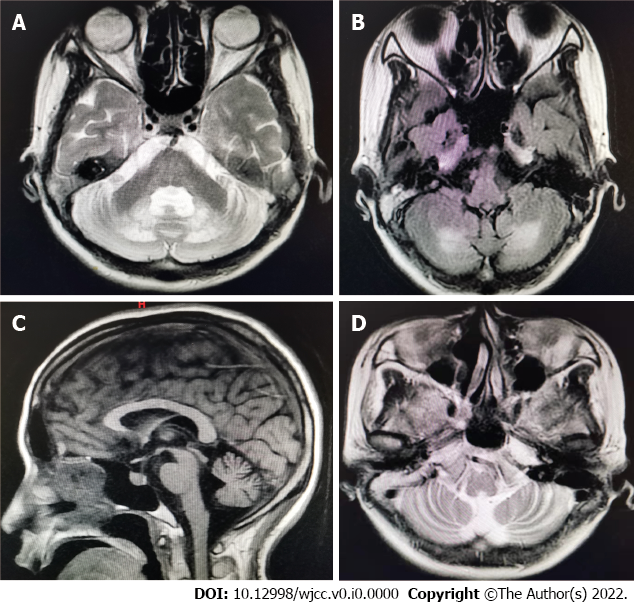 A
B
H
C
D
DOI: 10.12998/wjcc.v0.i0.0000 Copyright ©The Author(s) 2022.